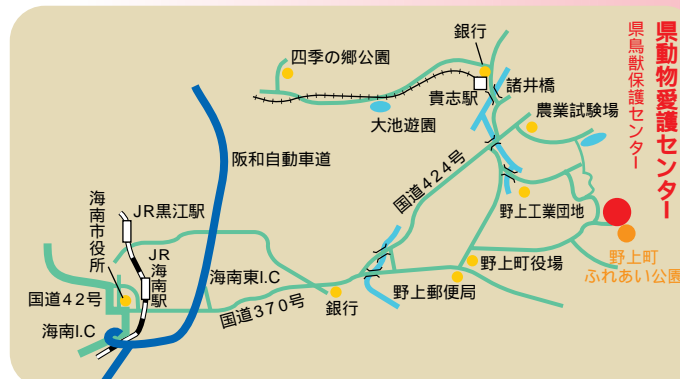 銀行
四季の郷公園
貴志駅
諸井橋
大池遊園
農業試験場
県動物愛護センター
県鳥獣保護センター
阪和自動車道
国道424号
野上工業団地
野上町
ふれあい公園
海南市
役所
JR黒江駅
JR
海南駅
海南東I.C
野上町役場
野上郵便局
国道42号
国道370号
銀行
海南I.C